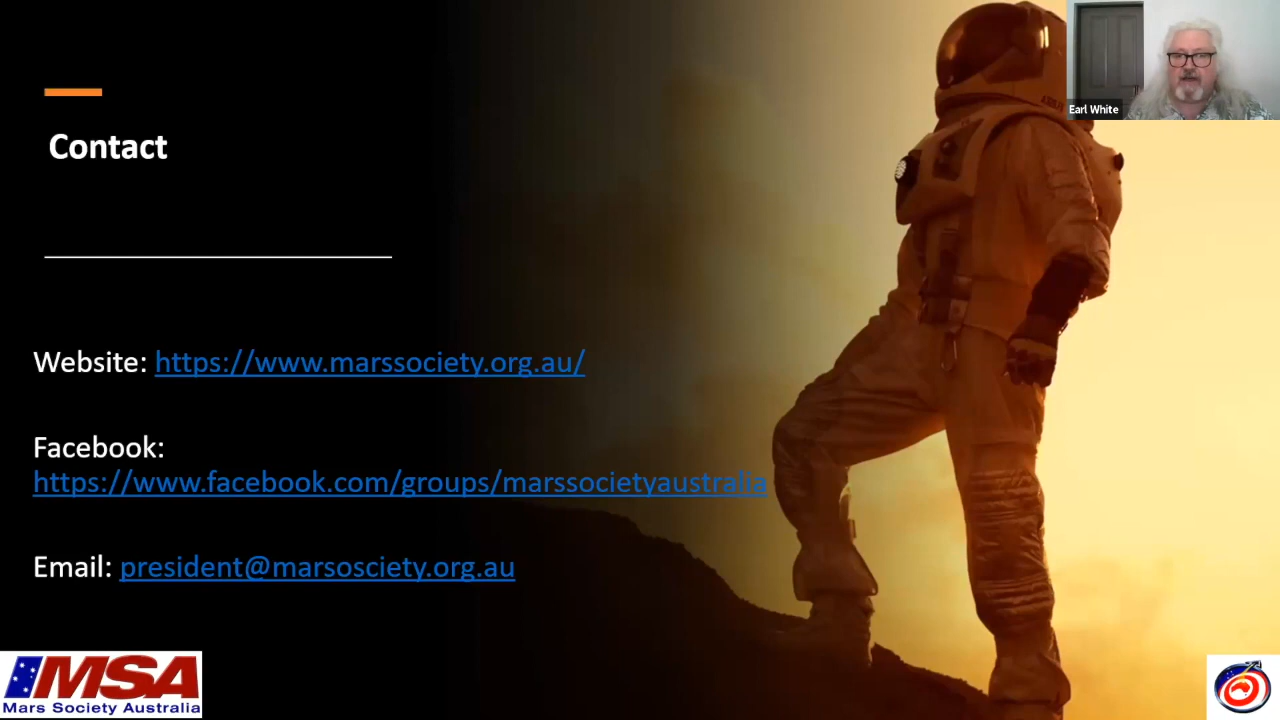 Earl White
Contact
Website: https://www.marssociety.org.au/
Facebook:
https://www.facebook.com/groups/marssocietyaustralia
Email: president@marsosciety.org.au
MSA
Mars Society Australia